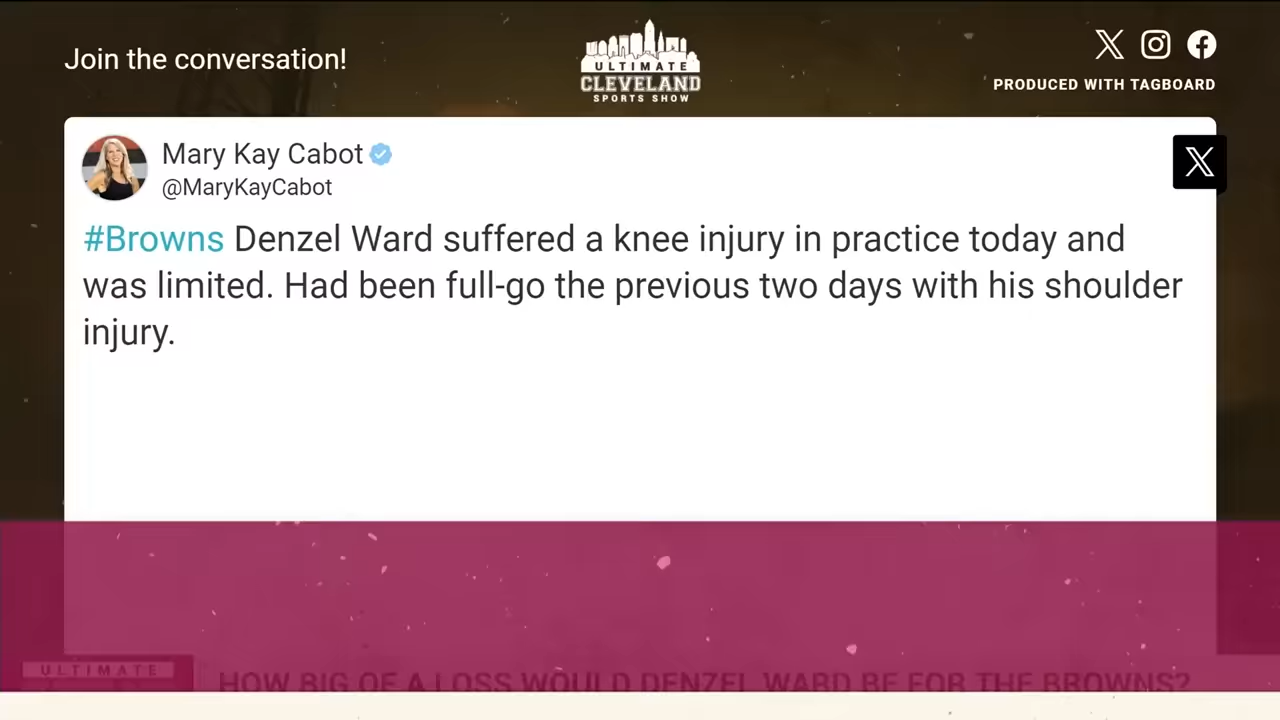 Join the conversation!
ULTIMATE
CLEVELAND
SPORTS SHOW
PRODUCED WITH TAGBOARD
Mary Kay Cabot
@MaryKayCabot
#Browns Denzel Ward suffered a knee injury in practice today and
was limited. Had been full-go the previous two days with his shoulder
injury.
ULTIMATE
HOW BIG OF A LOSS WOULD DENZEL WARD BE FOR THE BROWNS?